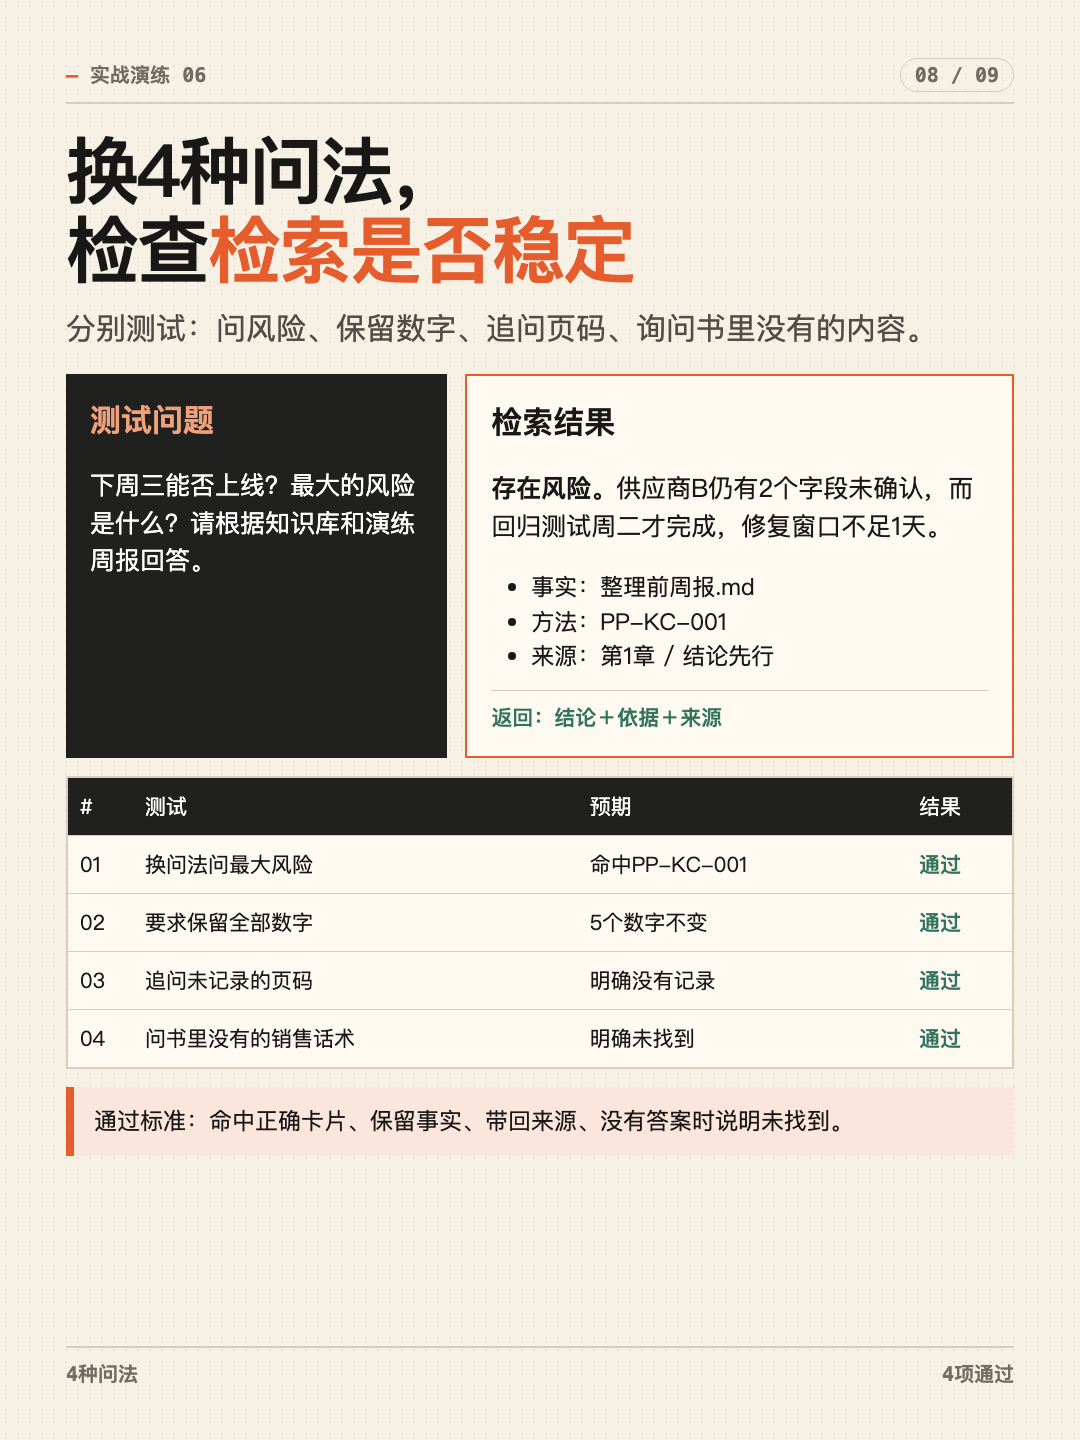 — 实战演练 06
08 / 09
换4种问法，
检查检索是否稳定
分别测试：问风险、保留数字、追问页码、询问书里没有的内容。
测试问题
下周三能否上线？最大的风险
是什么？请根据知识库和演练
周报回答。
检索结果
存在风险。供应商B仍有2个字段未确认，而
回归测试周二才完成，修复窗口不足1天。
• 事实：整理前周报.md
• 方法：PP-KC-001
• 来源：第1章 / 结论先行
返回：结论＋依据＋来源
# 测试 预期 结果
01 换问法问最大风险 命中PP-KC-001 通过
02 要求保留全部数字 5个数字不变 通过
03 追问未记录的页码 明确没有记录 通过
04 问书里没有的销售话术 明确未找到 通过
通过标准：命中正确卡片、保留事实、带回来源、没有答案时说明未找到。
4种问法
4项通过